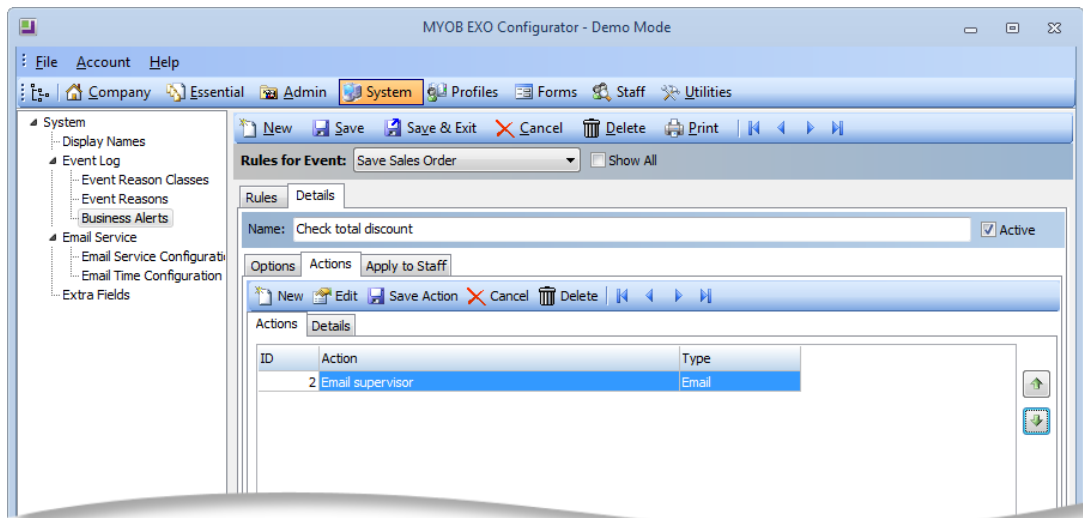 MYOB EXO Configurator - Demo Mode
File Account Help
Company Essential Admin System Profiles Forms Staff Utilities
System
Display Names
Event Log
Event Reason Classes
Event Reasons
Business Alerts
Email Service
Email Service Configurati
Email Time Configuration
Extra Fields
New Save Save & Exit Cancel Delete Print
Rules for Event: Save Sales Order Show All
Rules Details
Name: Check total discount Active
Options Actions Apply to Staff
New Edit Save Action Cancel Delete
Actions Details
ID Action Type
2 Email supervisor Email